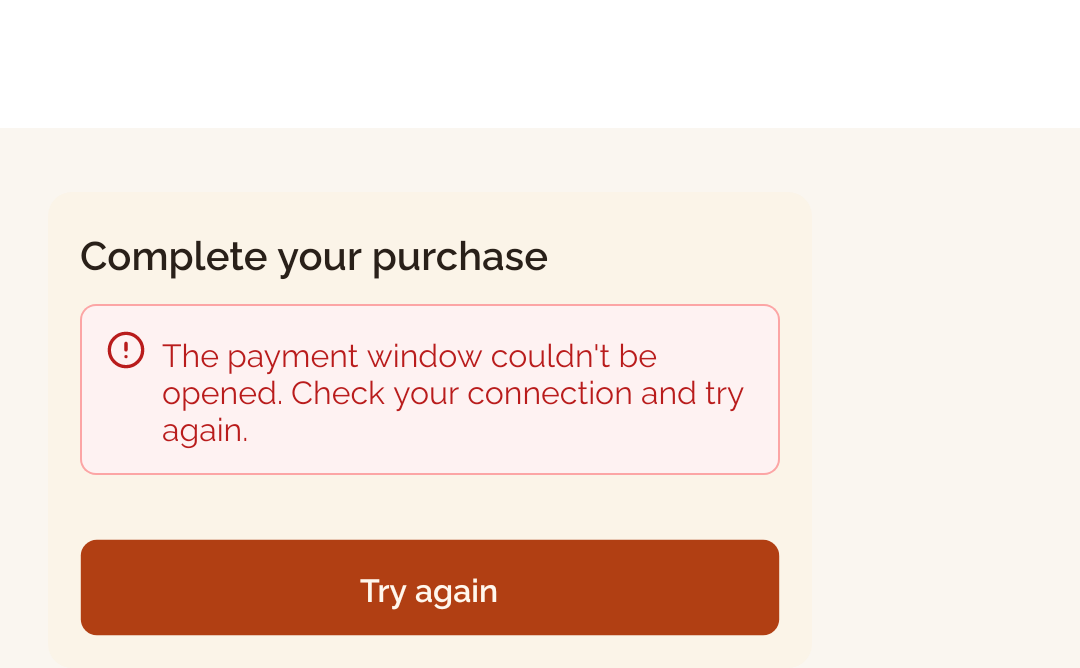 Complete your purchase
The payment window couldn't be
opened. Check your connection and try
again.
Try again